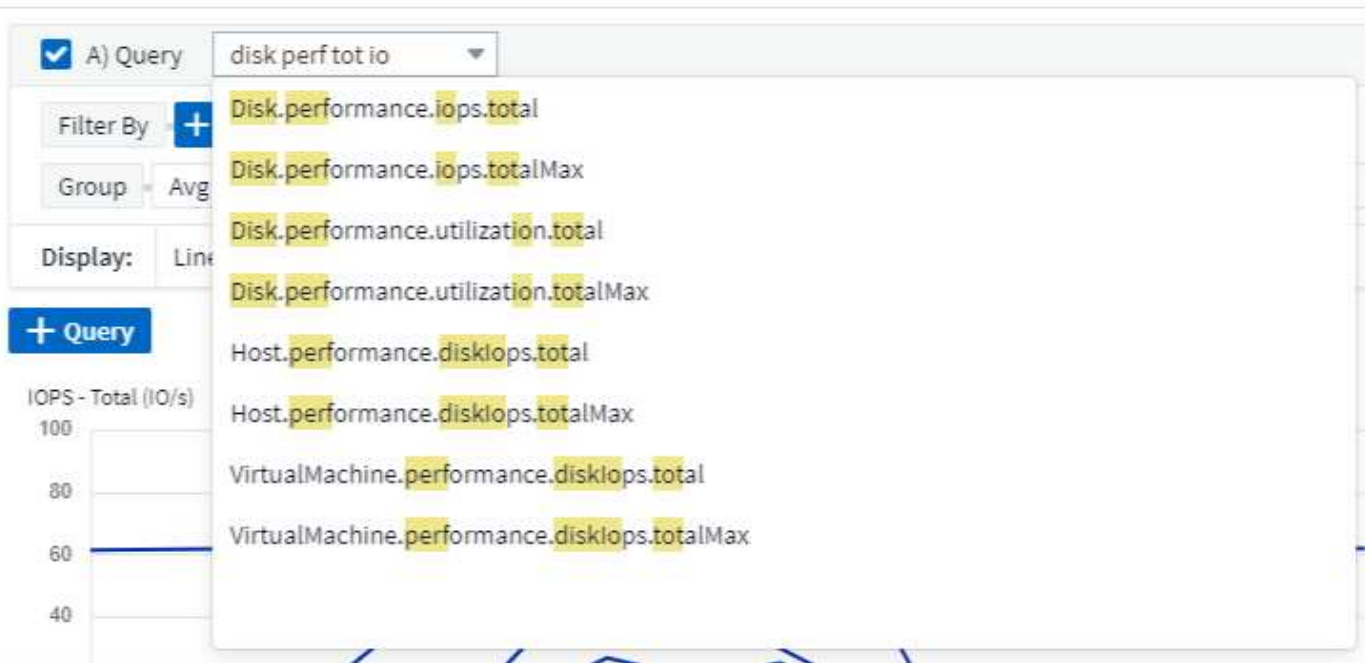 A) Query disk perf tot io
Disk.performance.iops.total
Filter By +
Disk.performance.iops.totalMax
Group Avg
Disk.performance.utilization.total
Display:
Disk.performance.utilization.totalMax
+ Query
Host.performance.diskIops.total
IOPS - Total (IO/s)
Host.performance.diskIops.totalMax
100
VirtualMachine.performance.diskIops.total
80
VirtualMachine.performance.diskIops.totalMax
60
40